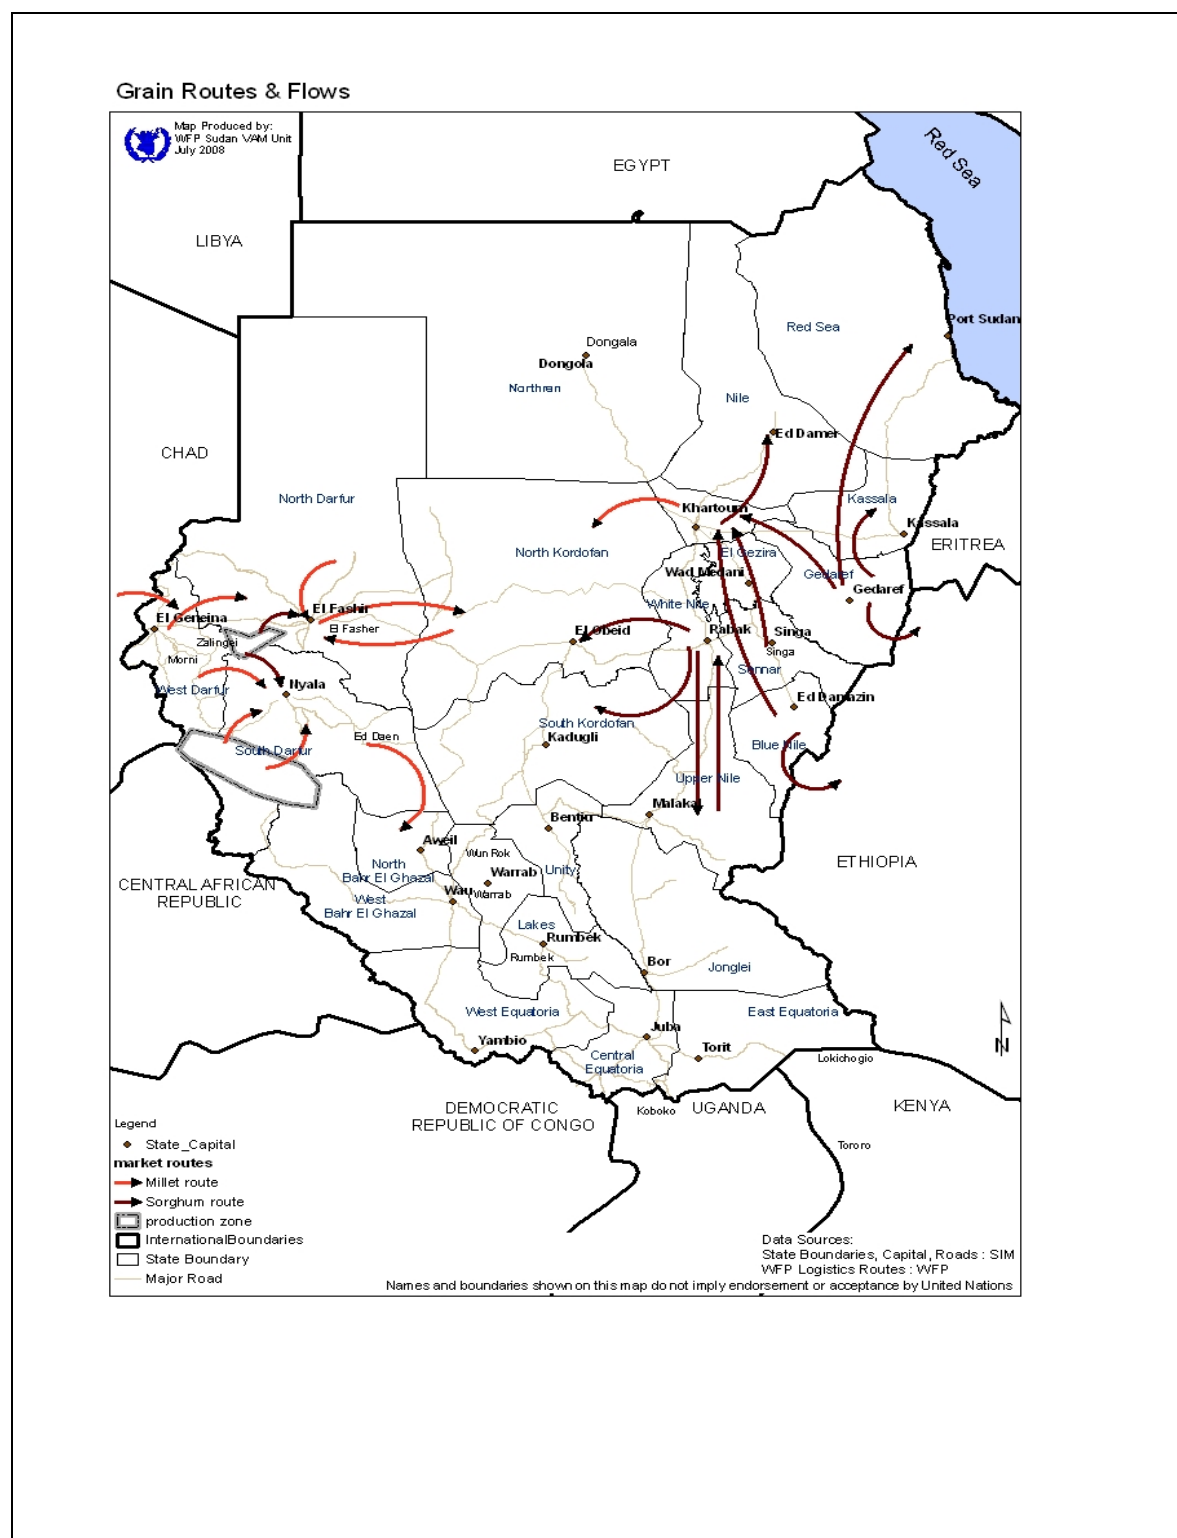 Grain Routes & Flows
Map Produced by:
WFP Sudan VAM Unit
July 2008
Red Sea
EGYPT
LIBYA
Port Sudan
Red Sea
Dongala
Dongola
Northren
Nile
Ed Damer
CHAD
North Darfur
Kassala
Khartoum
Kassala
ERITREA
North Kordofan
El Gezira
Wad Medani
Gedaref
Gedaref
White Nile
El Geneina
El Fashir
El Fasher
Zalingei
El Obeid
Rabak
Singa
Singa
Morni
Sennar
West Darfur
Nyala
Ed Damazin
South Kordofan
Ed Daen
Kadugli
Blue Nile
South Darfur
Upper Nile
Malakal
Bentiu
Aweil
Wun Rok
North
Bahr El Ghazal
Unity
ETHIOPIA
Warrab
Warrab
CENTRAL AFRICAN
REPUBLIC
Wau
West
Bahr El Ghazal
Lakes
Rumbek
Rumbek
Bor
Jonglei
West Equatoria
East Equatoria
Juba
Yambio
Torit
Central
Equatoria
Lokichogio
N
DEMOCRATIC
REPUBLIC OF CONGO
Koboko
UGANDA
KENYA
Tororo
Legend
State_Capital
market routes
Millet route
Sorghum route
production zone
InternationalBoundaries
State Boundary
Major Road
Data Sources:
State Boundaries, Capital, Roads : SIM
WFP Logistics Routes : WFP
Names and boundaries shown on this map do not imply endorsement or acceptance by United Nations